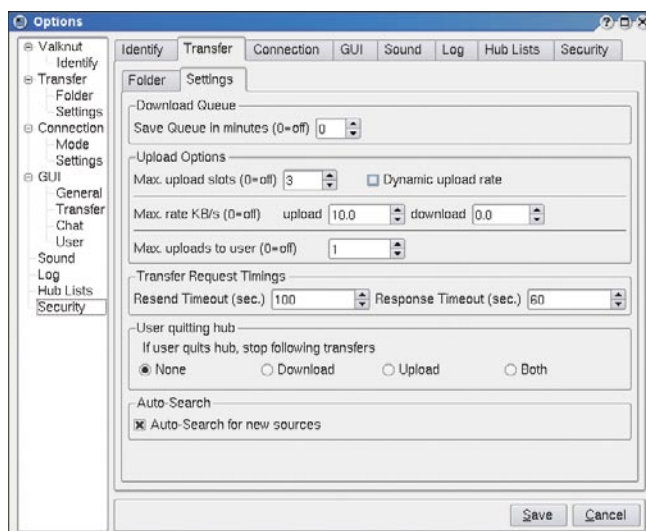 Options
Valknut
Identify
Transfer
Folder
Settings
Connection
Mode
Settings
GUI
General
Transfer
Chat
User
Sound
Log
Hub Lists
Security
Identify Transfer Connection GUI Sound Log Hub Lists Security
Folder Settings
Download Queue
Save Queue in minutes (0=off) 0
Upload Options
Max. upload slots (0=off) 3 Dynamic upload rate
Max. rate KB/s (0=off) upload 10.0 download 0.0
Max. uploads to user (0=off) 1
Transfer Request Timings
Resend Timeout (sec.) 100 Response Timeout (sec.) 60
User quitting hub
If user quits hub, stop following transfers
None Download Upload Both
Auto-Search
Auto-Search for new sources
Save Cancel